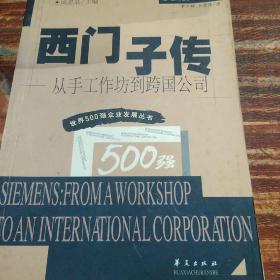 西门子传
——从手工作坊到跨国公司
世界500强企业发展丛书
500强
SIEMENS:FROM A WORKSHOP
TO AN INTERNATIONAL CORPORATION
华夏出版社
HUAXIACHUBANSHE